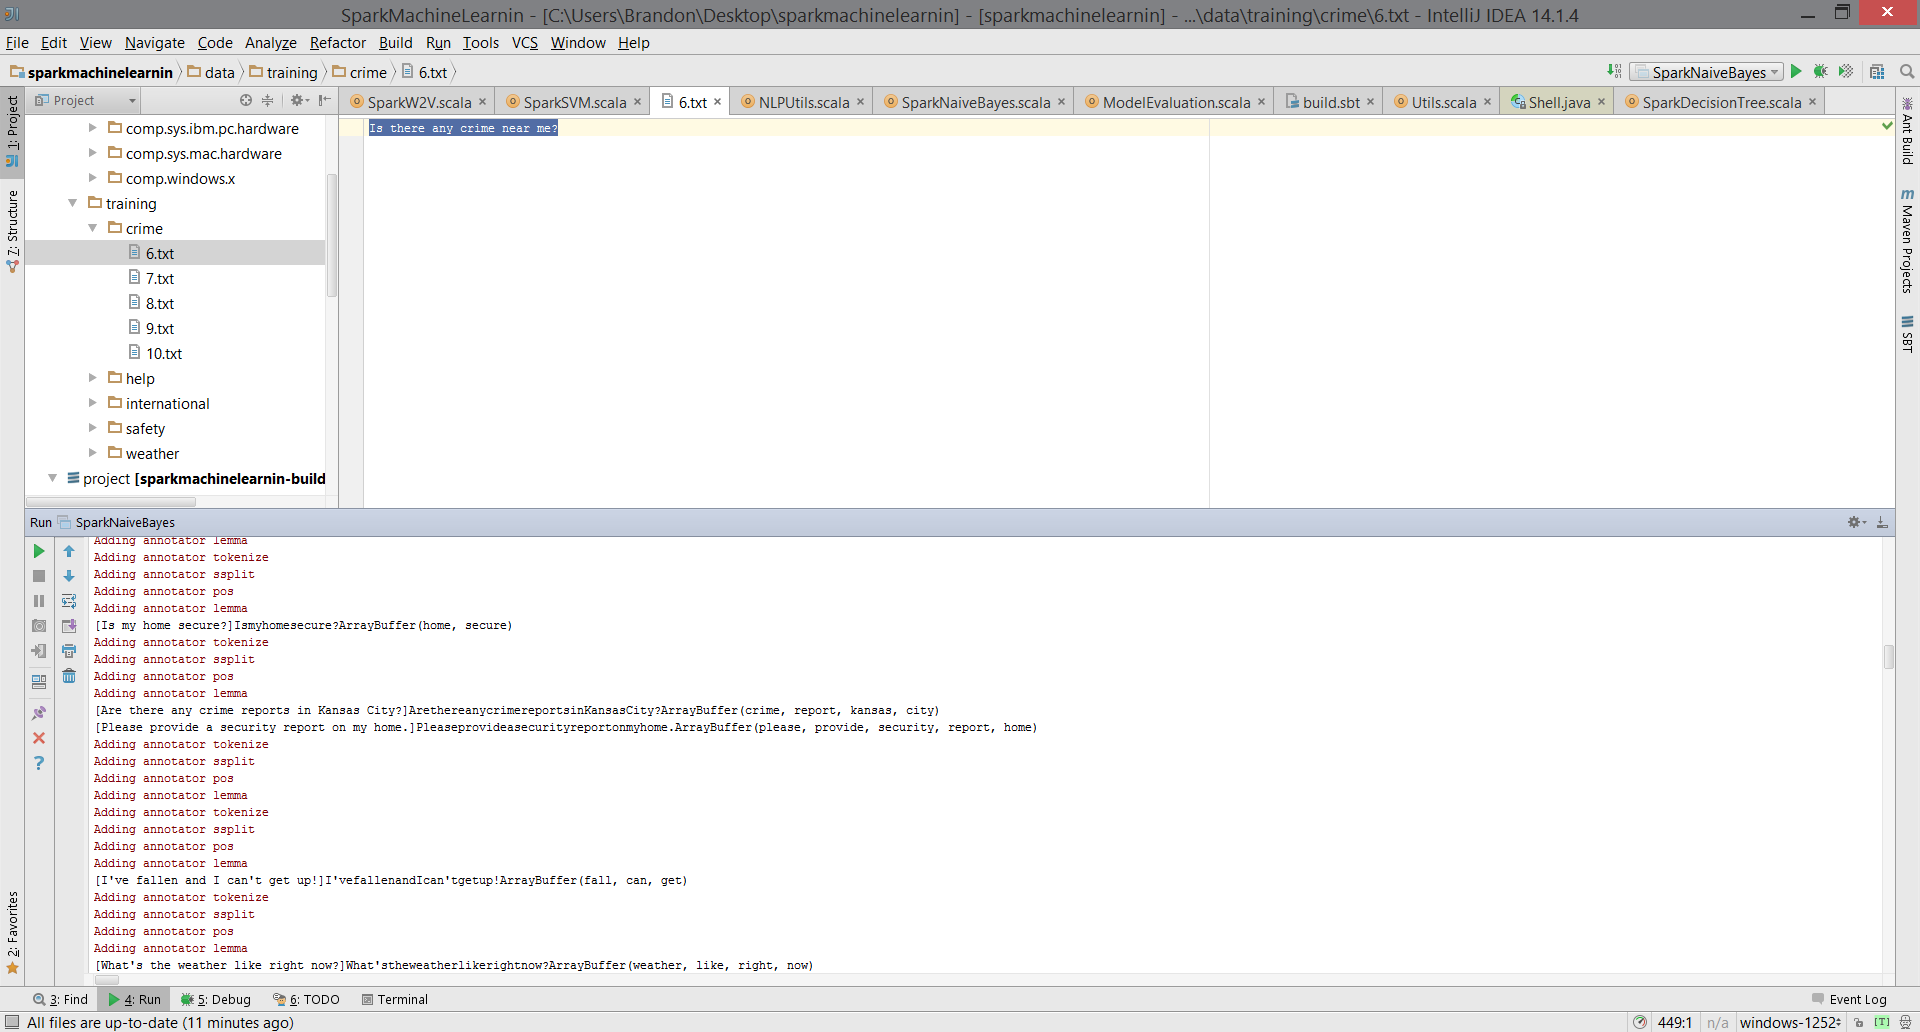 SparkMachineLearnin - [C:\Users\Brandon\Desktop\sparkmachinelearnin] - [sparkmachinelearnin] - ...\data\training\crime\6.txt - IntelliJ IDEA 14.1.4
File Edit View Navigate Code Analyze Refactor Build Run Tools VCS Window Help
sparkmachinelearnin data training crime 6.txt SparkNaiveBayes
Project SparkW2V.scala SparkSVM.scala 6.txt NLPUtils.scala SparkNaiveBayes.scala ModelEvaluation.scala build.sbt Utils.scala Shell.java SparkDecisionTree.scala
1: Project
7: Structure
2: Favorites
comp.sys.ibm.pc.hardware
comp.sys.mac.hardware
comp.windows.x
training
crime
6.txt
7.txt
8.txt
9.txt
10.txt
help
international
safety
weather
project [sparkmachinelearnin-build
Is there any crime near me?
Ant Build
Maven Projects
SBT
Run SparkNaiveBayes
Adding annotator lemma
Adding annotator tokenize
Adding annotator ssplit
Adding annotator pos
Adding annotator lemma
[Is my home secure?]Ismyhomesecure?ArrayBuffer(home, secure)
Adding annotator tokenize
Adding annotator ssplit
Adding annotator pos
Adding annotator lemma
[Are there any crime reports in Kansas City?]ArethereanycrimereportsinKansasCity?ArrayBuffer(crime, report, kansas, city)
[Please provide a security report on my home.]Pleaseprovideasecurityreportonmyhome.ArrayBuffer(please, provide, security, report, home)
Adding annotator tokenize
Adding annotator ssplit
Adding annotator pos
Adding annotator lemma
Adding annotator tokenize
Adding annotator ssplit
Adding annotator pos
Adding annotator lemma
[I've fallen and I can't get up!]I'vefallenandIcan'tgetup!ArrayBuffer(fall, can, get)
Adding annotator tokenize
Adding annotator ssplit
Adding annotator pos
Adding annotator lemma
[What's the weather like right now?]What'stheweatherlikerightnow?ArrayBuffer(weather, like, right, now)
3: Find 4: Run 5: Debug 6: TODO Terminal Event Log
All files are up-to-date (11 minutes ago) 449:1 n/a windows-1252 [T]